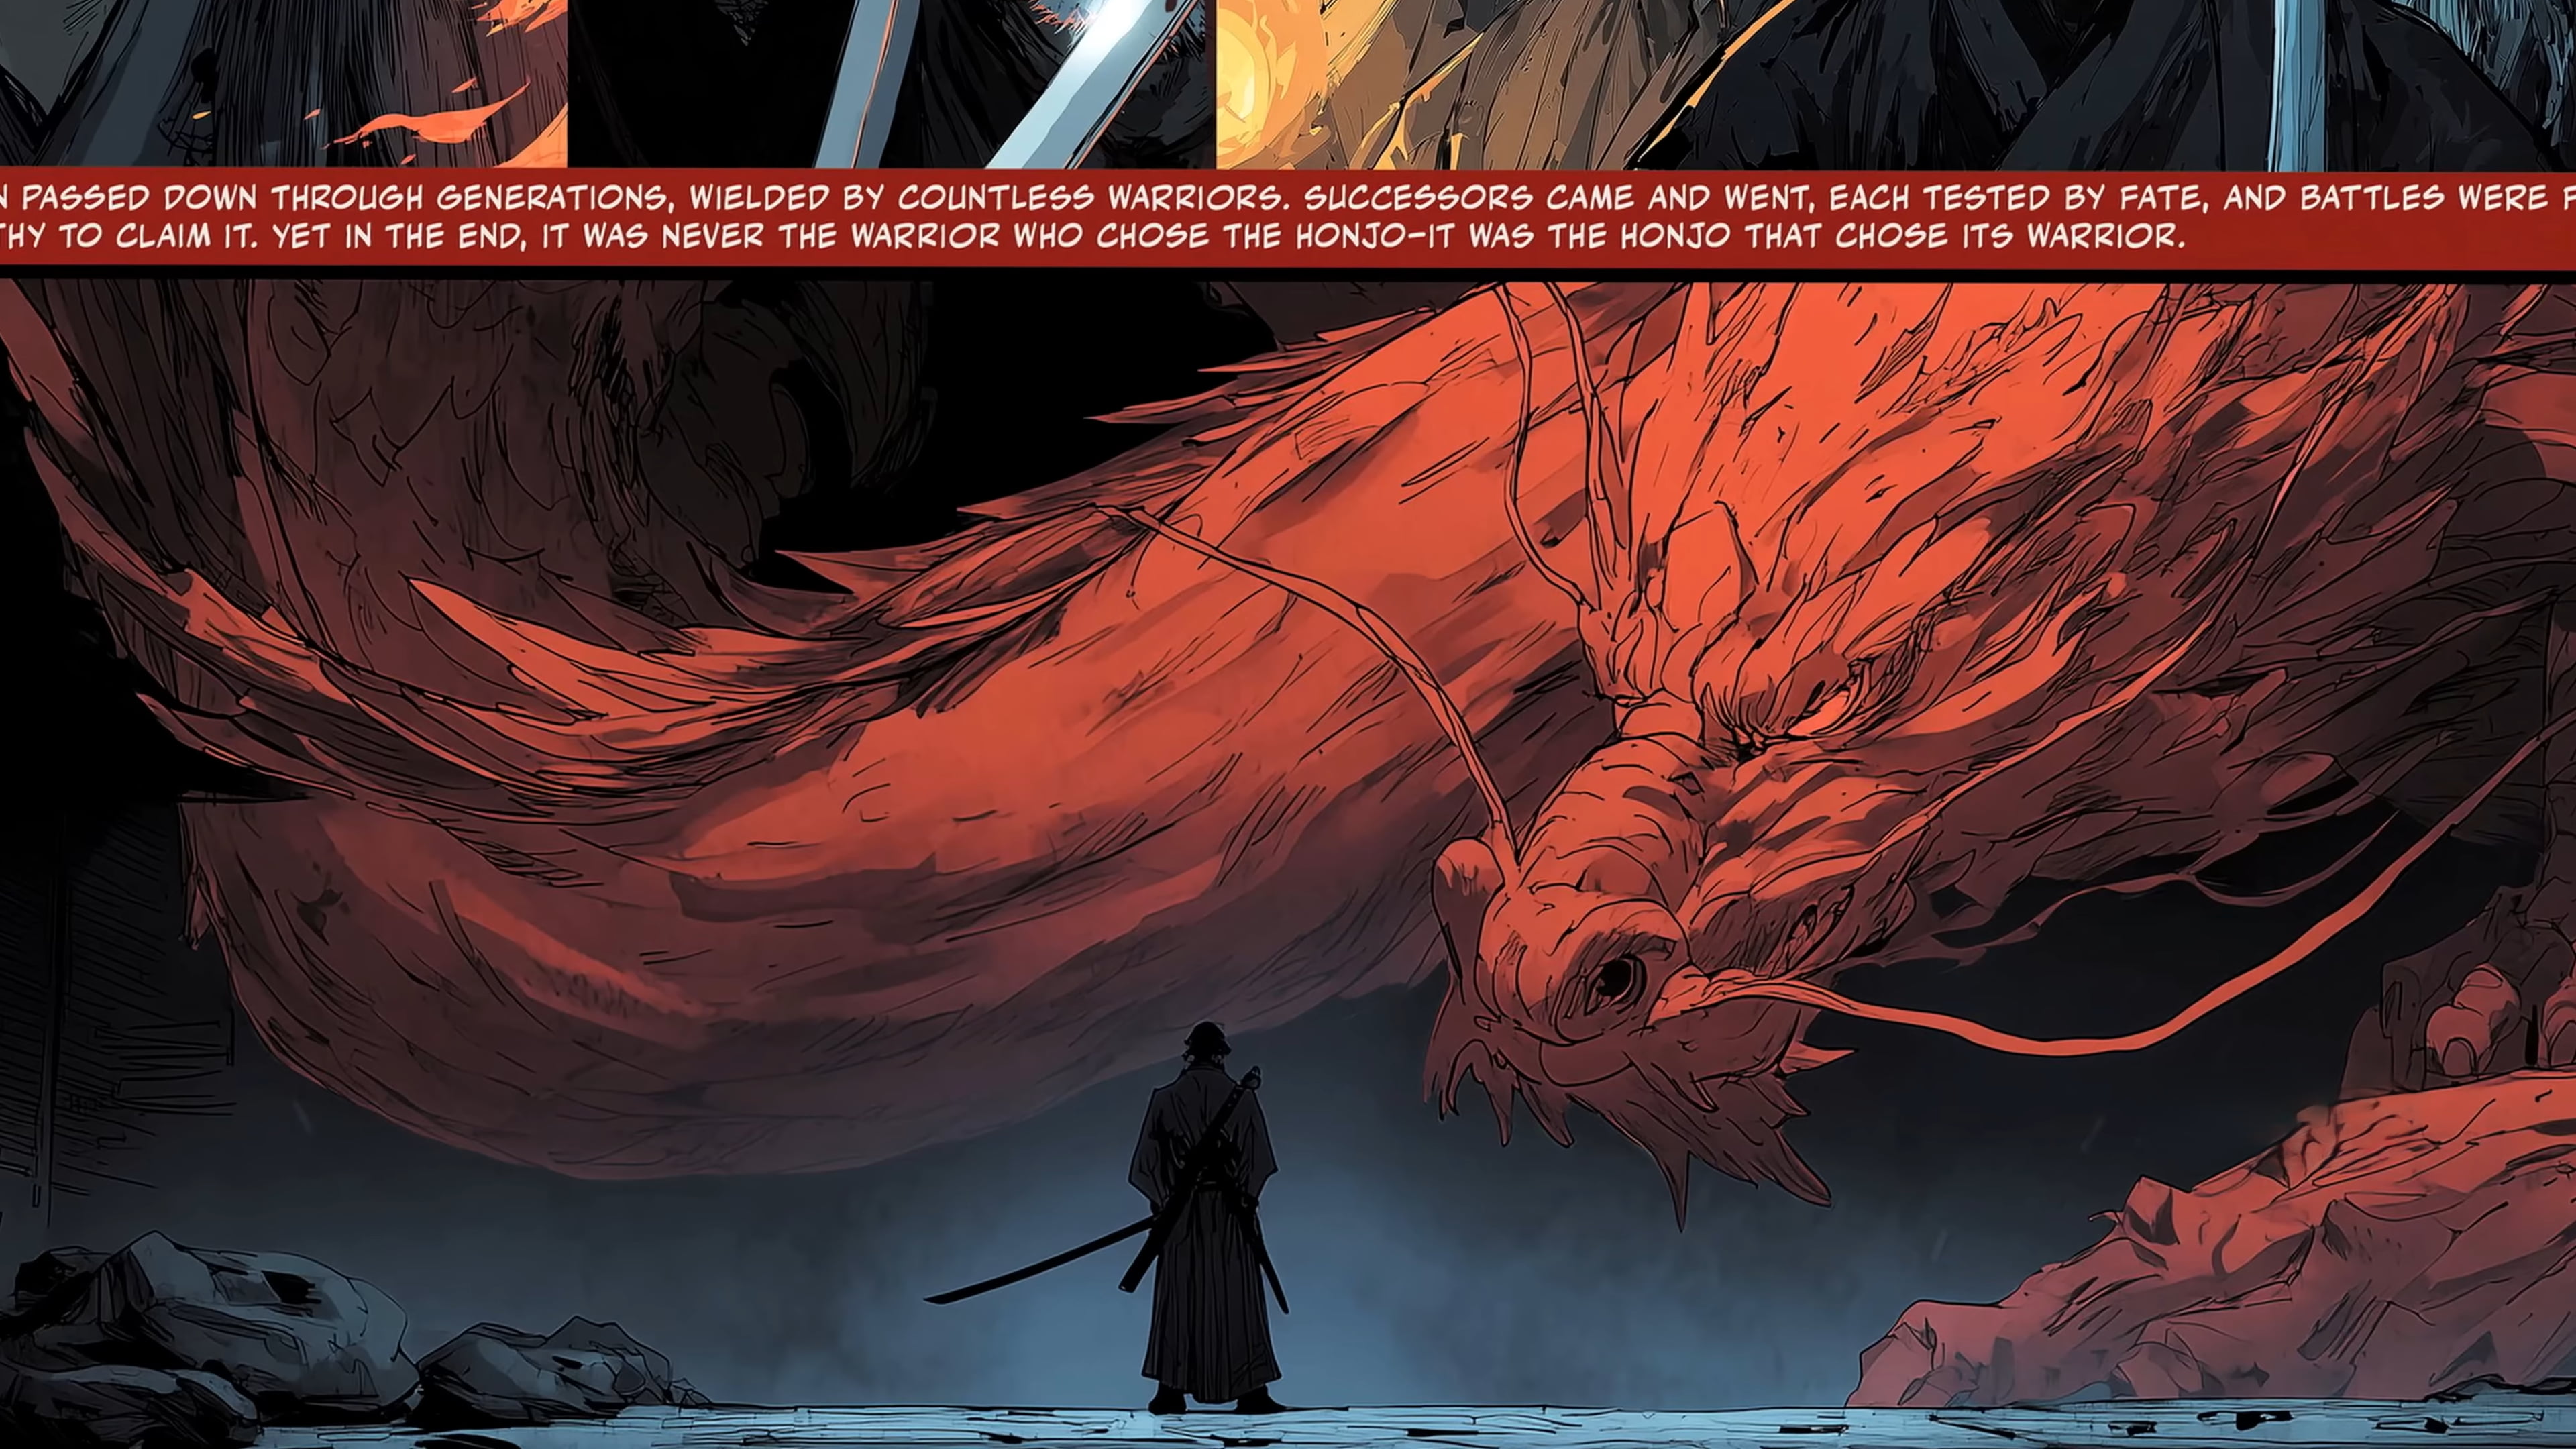 PASSED DOWN THROUGH GENERATIONS, WIELDED BY COUNTLESS WARRIORS. SUCCESSORS CAME AND WENT, EACH TESTED BY FATE, AND BATTLES WERE
TO CLAIM IT. YET IN THE END, IT WAS NEVER THE WARRIOR WHO CHOSE THE HONJO–IT WAS THE HONJO THAT CHOSE ITS WARRIOR.